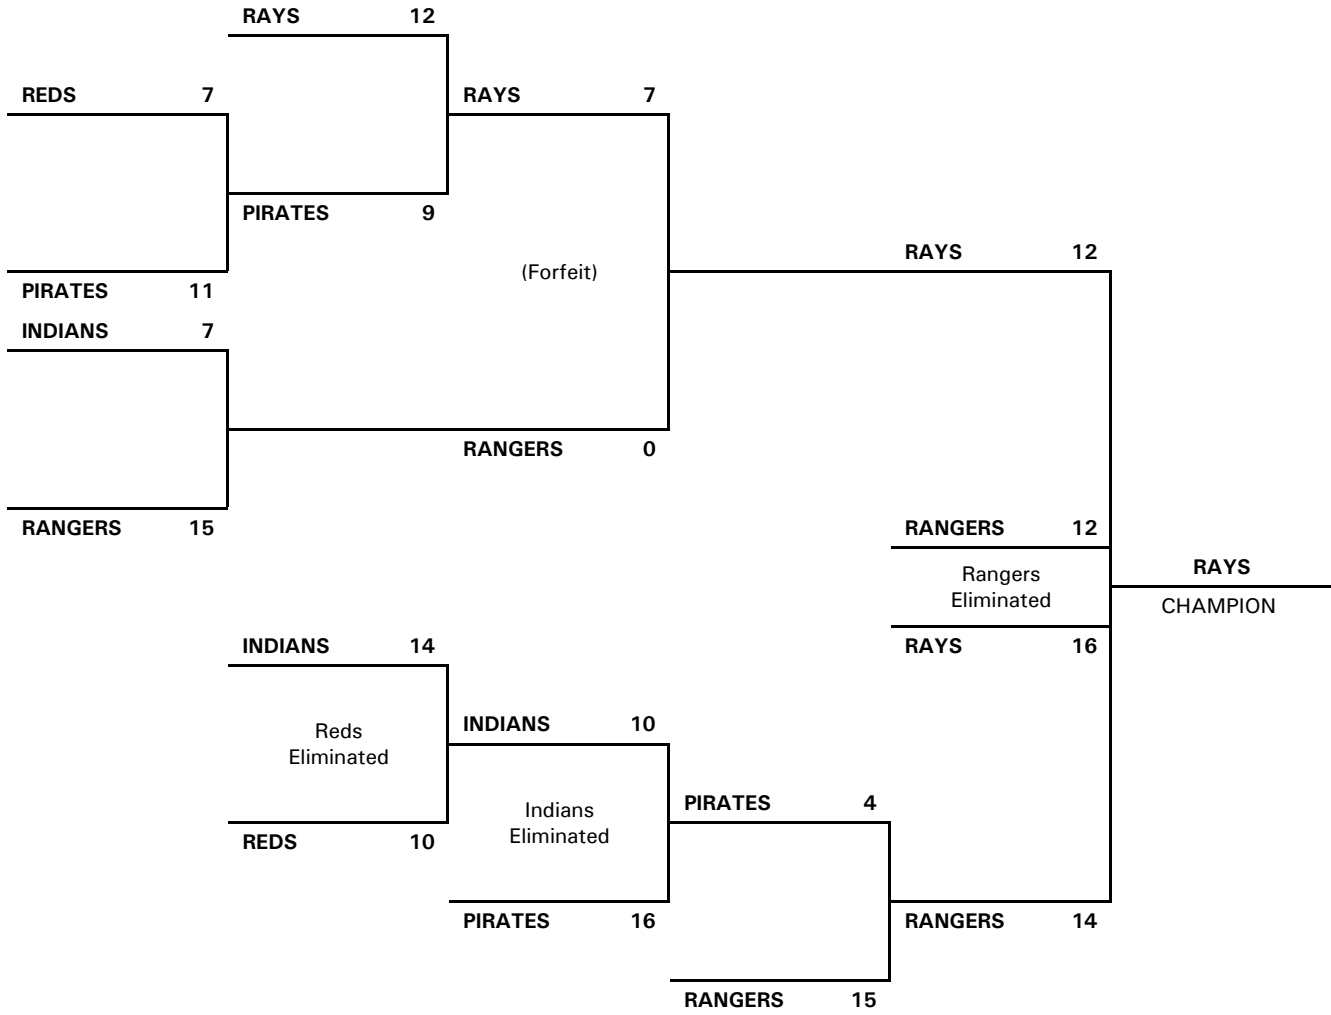 RAYS 12
REDS 7
RAYS 7
PIRATES 9
(Forfeit)
RAYS 12
PIRATES 11
INDIANS 7
RANGERS 0
RANGERS 15
RANGERS 12
Rangers
Eliminated
RAYS
CHAMPION
INDIANS 14
RAYS 16
Reds
Eliminated
INDIANS 10
Indians
Eliminated
PIRATES 4
REDS 10
PIRATES 16
RANGERS 14
RANGERS 15